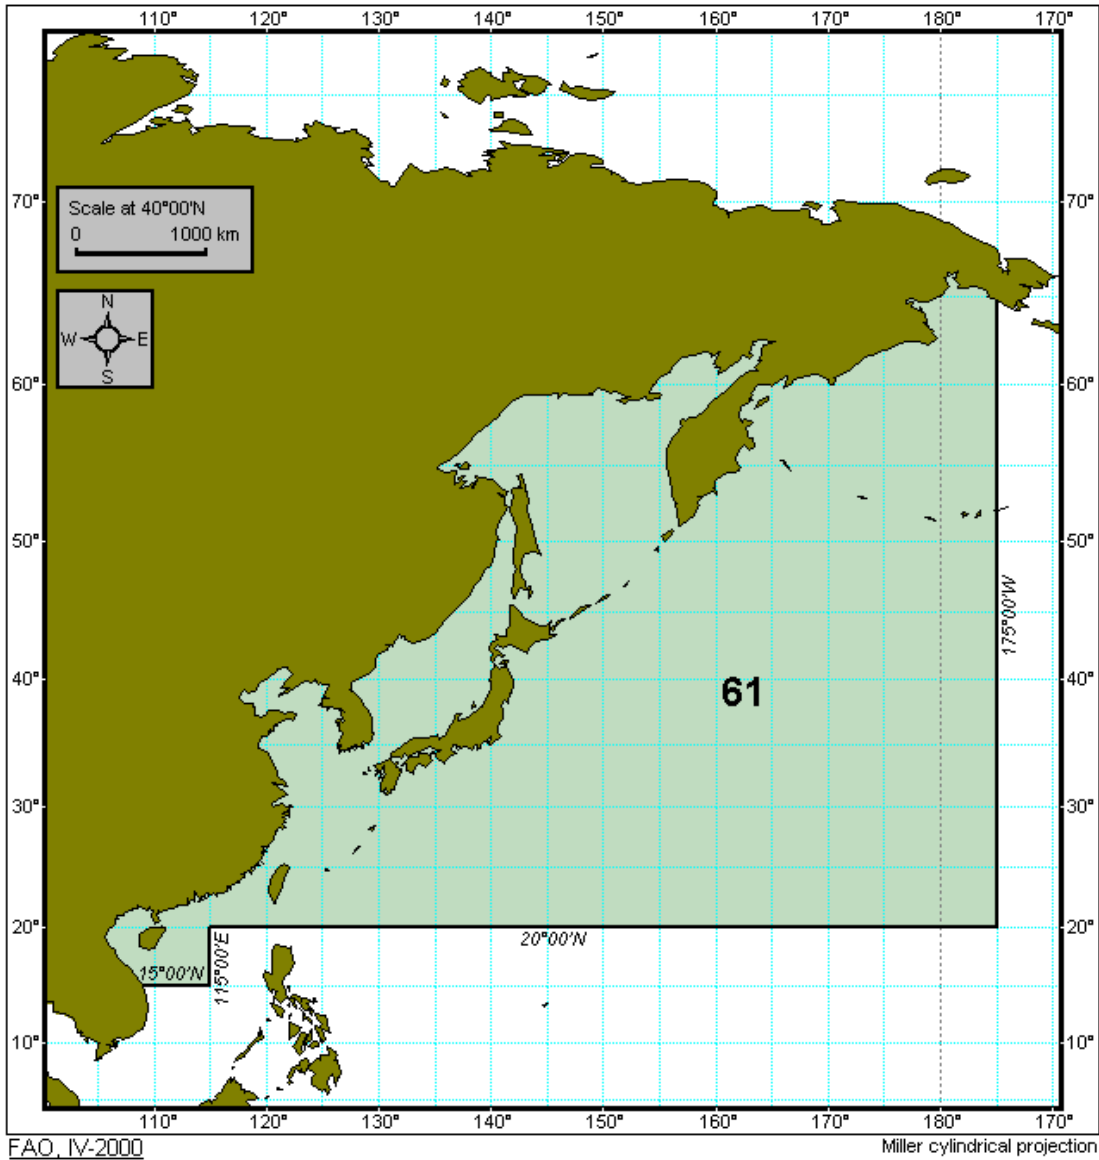 110° 120° 130° 140° 150° 160° 170° 180° 170°
70° 70°
Scale at 40°00'N
0 1000 km
N
W E
S
60° 60°
50° 50°
175°00'W
40° 40°
61
30° 30°
20° 20°
20°00'N
115°00'E
15°00'N
10° 10°
110° 120° 130° 140° 150° 160° 170° 180° 170°
FAO, IV-2000 Miller cylindrical projection